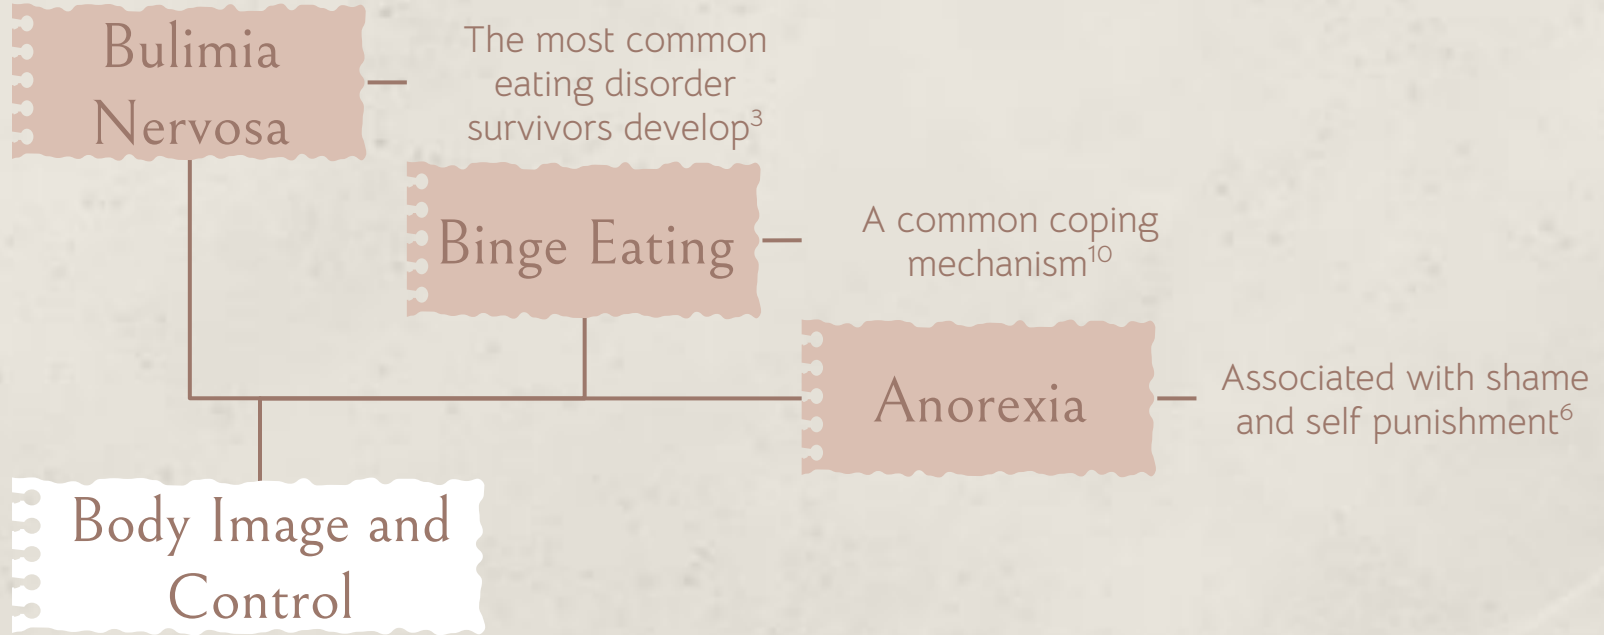 Bulimia
Nervosa
The most common
eating disorder
survivors develop³
Binge Eating
A common coping
mechanism¹⁰
Anorexia
Associated with shame
and self punishment⁶
Body Image and
Control